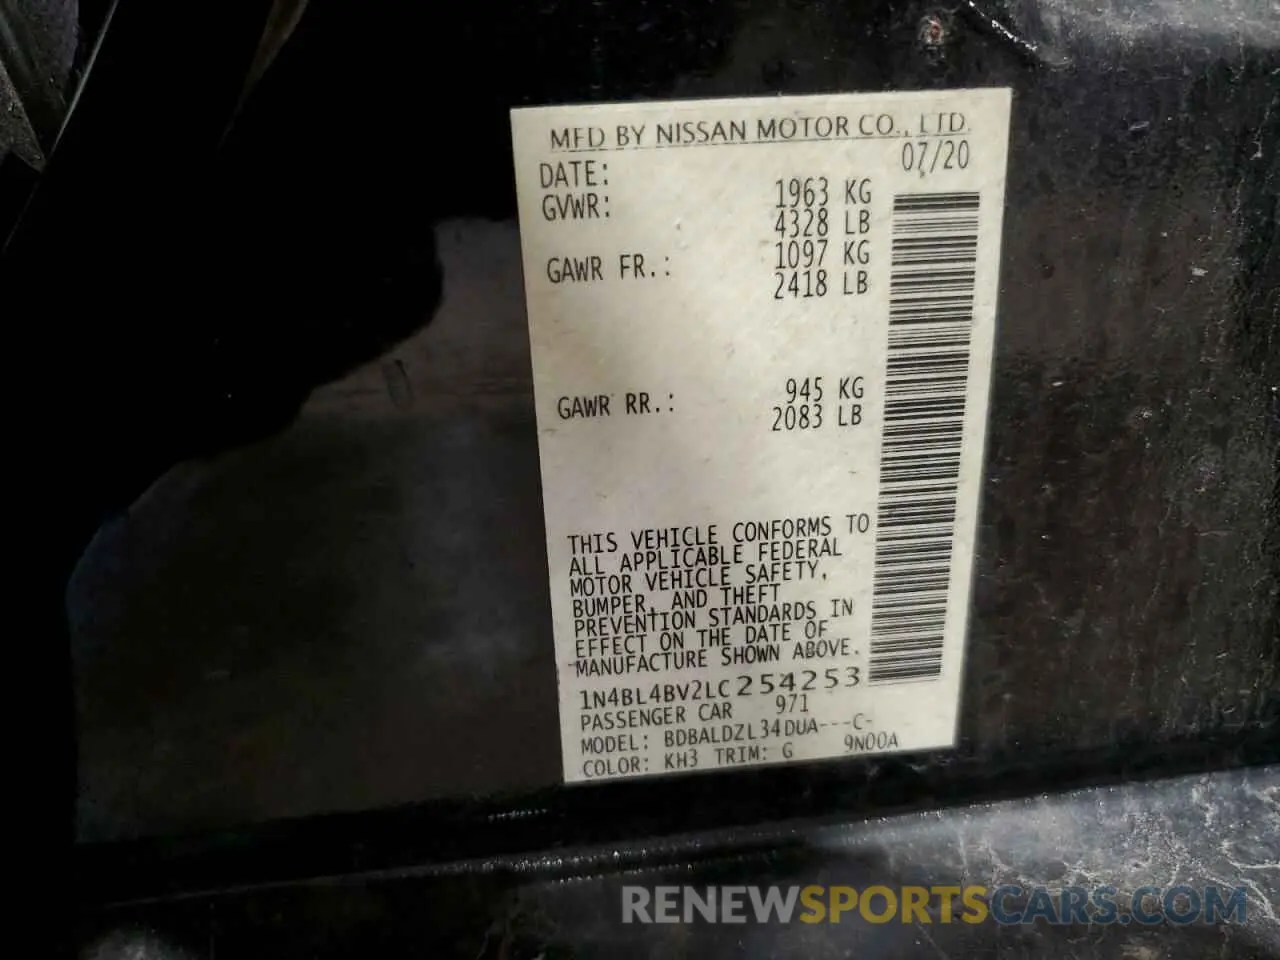 MFD BY NISSAN MOTOR CO., LTD.
DATE: 07/20
GVWR: 1963 KG
4328 LB
GAWR FR.: 1097 KG
2418 LB
GAWR RR.: 945 KG
2083 LB
THIS VEHICLE CONFORMS TO
ALL APPLICABLE FEDERAL
MOTOR VEHICLE SAFETY,
BUMPER, AND THEFT
PREVENTION STANDARDS IN
EFFECT ON THE DATE OF
MANUFACTURE SHOWN ABOVE.
1N4BL4BV2LC254253
PASSENGER CAR 971
MODEL: BDBALDZL34DUA---C-
COLOR: KH3 TRIM: G 9N00A
RENEWSPORTSCARS.COM